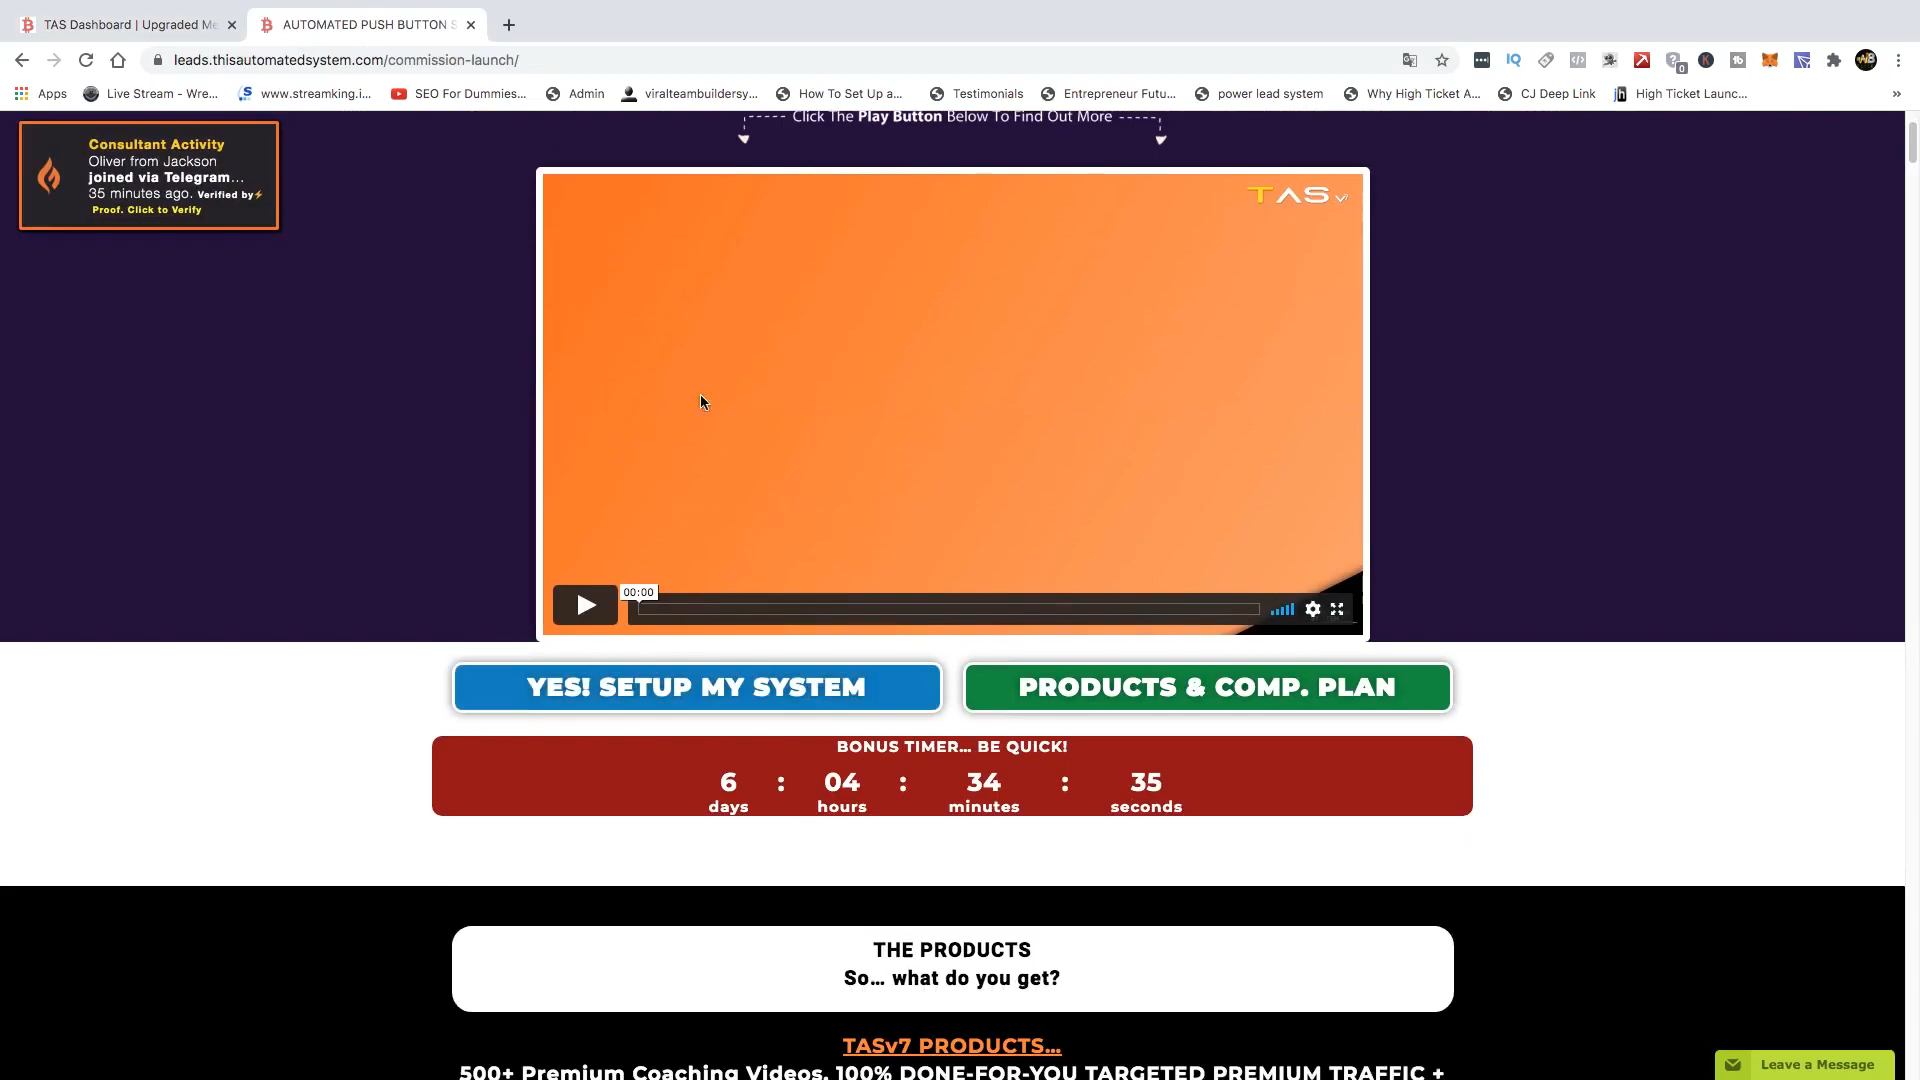 TAS Dashboard | Upgraded Me
AUTOMATED PUSH BUTTON S
leads.thisautomatedsystem.com/commission-launch/
Apps
Live Stream - Wre...
www.streamking.i...
SEO For Dummies...
Admin
viralteambuildersy...
How To Set Up a...
Testimonials
Entrepreneur Futu...
power lead system
Why High Ticket A...
CJ Deep Link
High Ticket Launc...
Click The Play Button Below To Find Out More
Consultant Activity
Oliver from Jackson
joined via Telegram...
35 minutes ago. Verified by
Proof. Click to Verify
TAS v7
00:00
YES! SETUP MY SYSTEM
PRODUCTS & COMP. PLAN
BONUS TIMER... BE QUICK!
6 : 04 : 34 : 35
days hours minutes seconds
THE PRODUCTS
So... what do you get?
TASv7 PRODUCTS...
500+ Premium Coaching Videos, 100% DONE-FOR-YOU TARGETED PREMIUM TRAFFIC +
Leave a Message